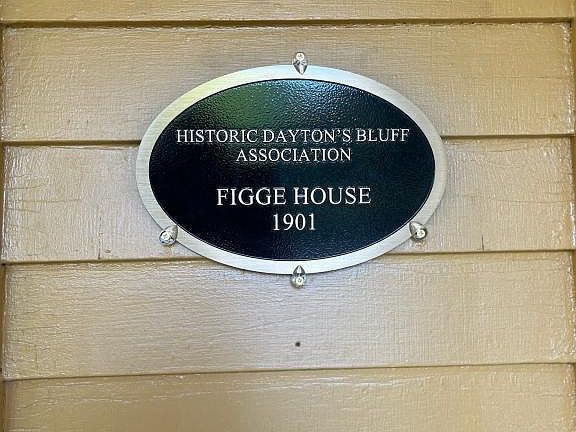 HISTORIC DAYTON'S BLUFF
ASSOCIATION
FIGGE HOUSE
1901